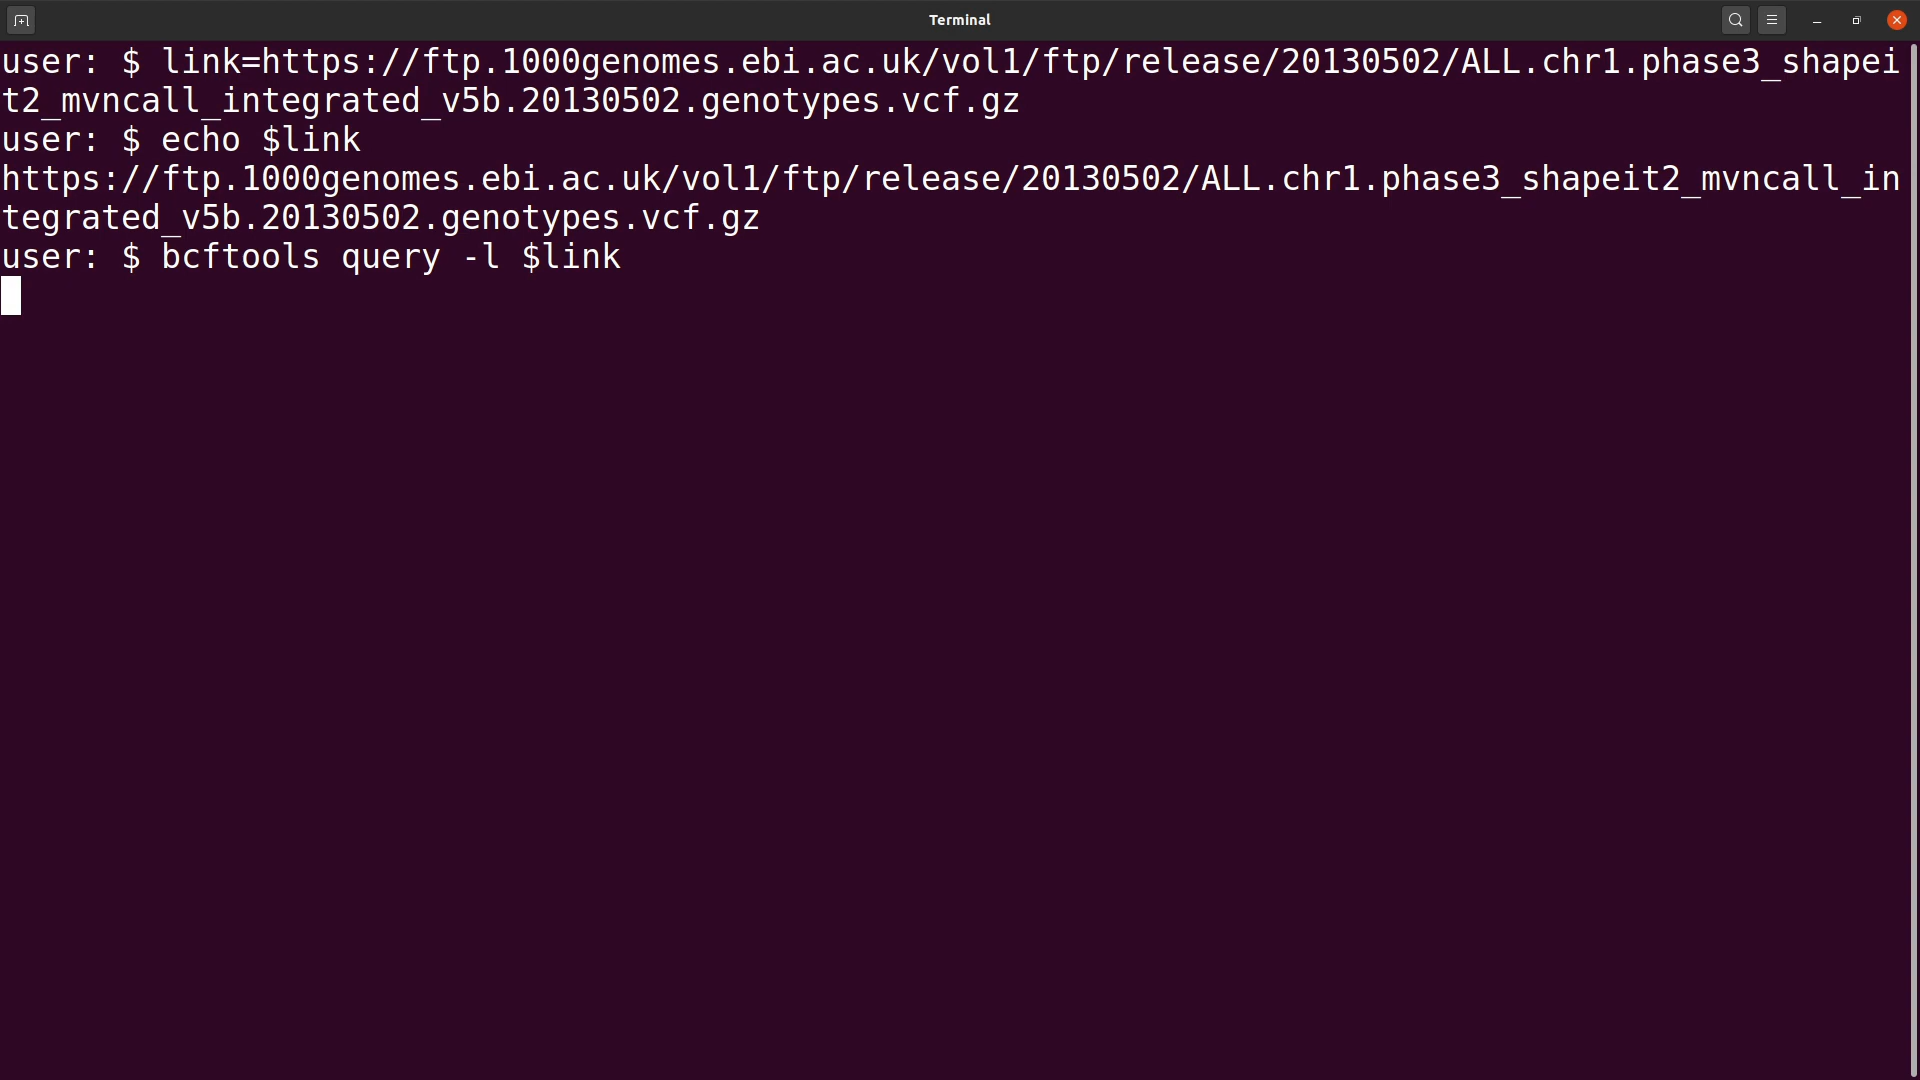 Terminal
user: $ link=https://ftp.1000genomes.ebi.ac.uk/vol1/ftp/release/20130502/ALL.chr1.phase3_shapei
t2_mvncall_integrated_v5b.20130502.genotypes.vcf.gz
user: $ echo $link
https://ftp.1000genomes.ebi.ac.uk/vol1/ftp/release/20130502/ALL.chr1.phase3_shapeit2_mvncall_in
tegrated_v5b.20130502.genotypes.vcf.gz
user: $ bcftools query -l $link